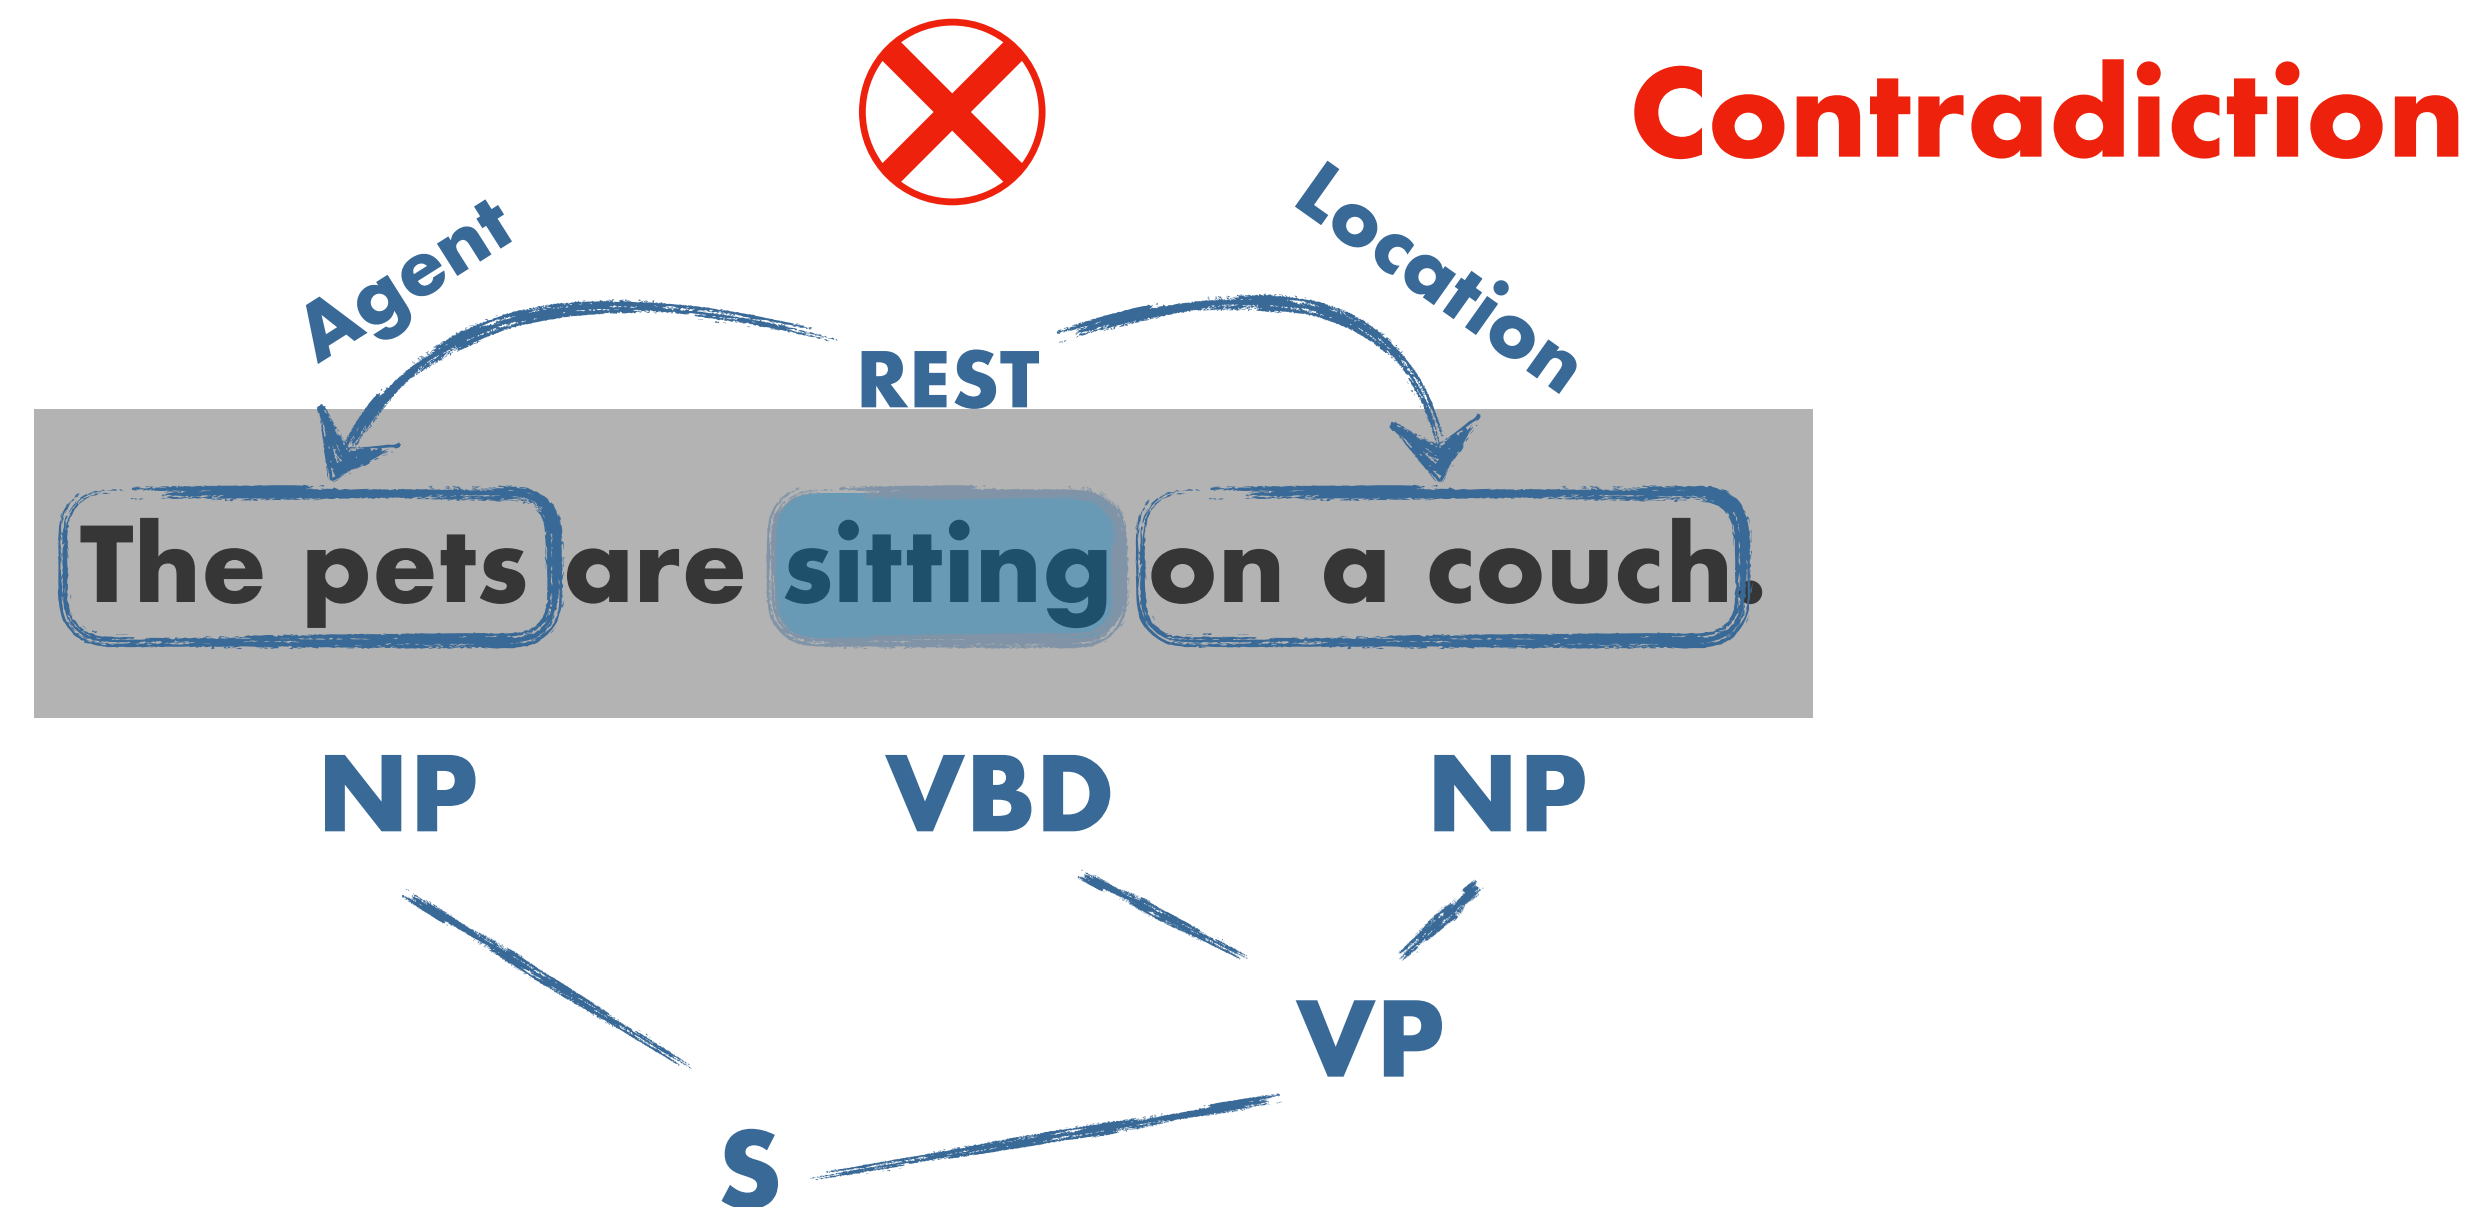 Contradiction
Agent
Location
REST
The pets are sitting on a couch.
NP VBD NP
VP
S